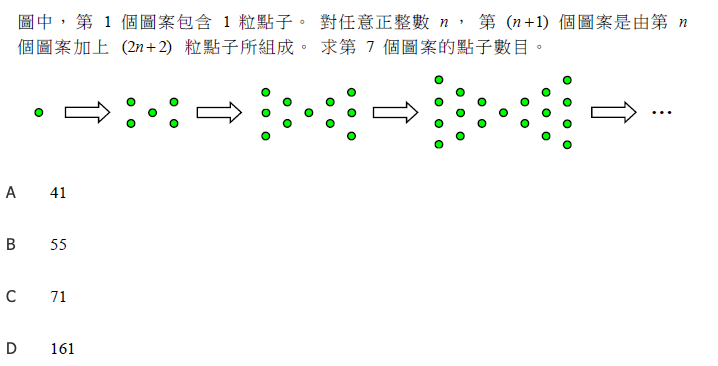 圖中，第 1 個圖案包含 1 粒點子。 對任意正整數 n ， 第 (n+1) 個圖案是由第 n
個圖案加上 (2n+2) 粒點子所組成。 求第 7 個圖案的點子數目。
...
A 41
B 55
C 71
D 161